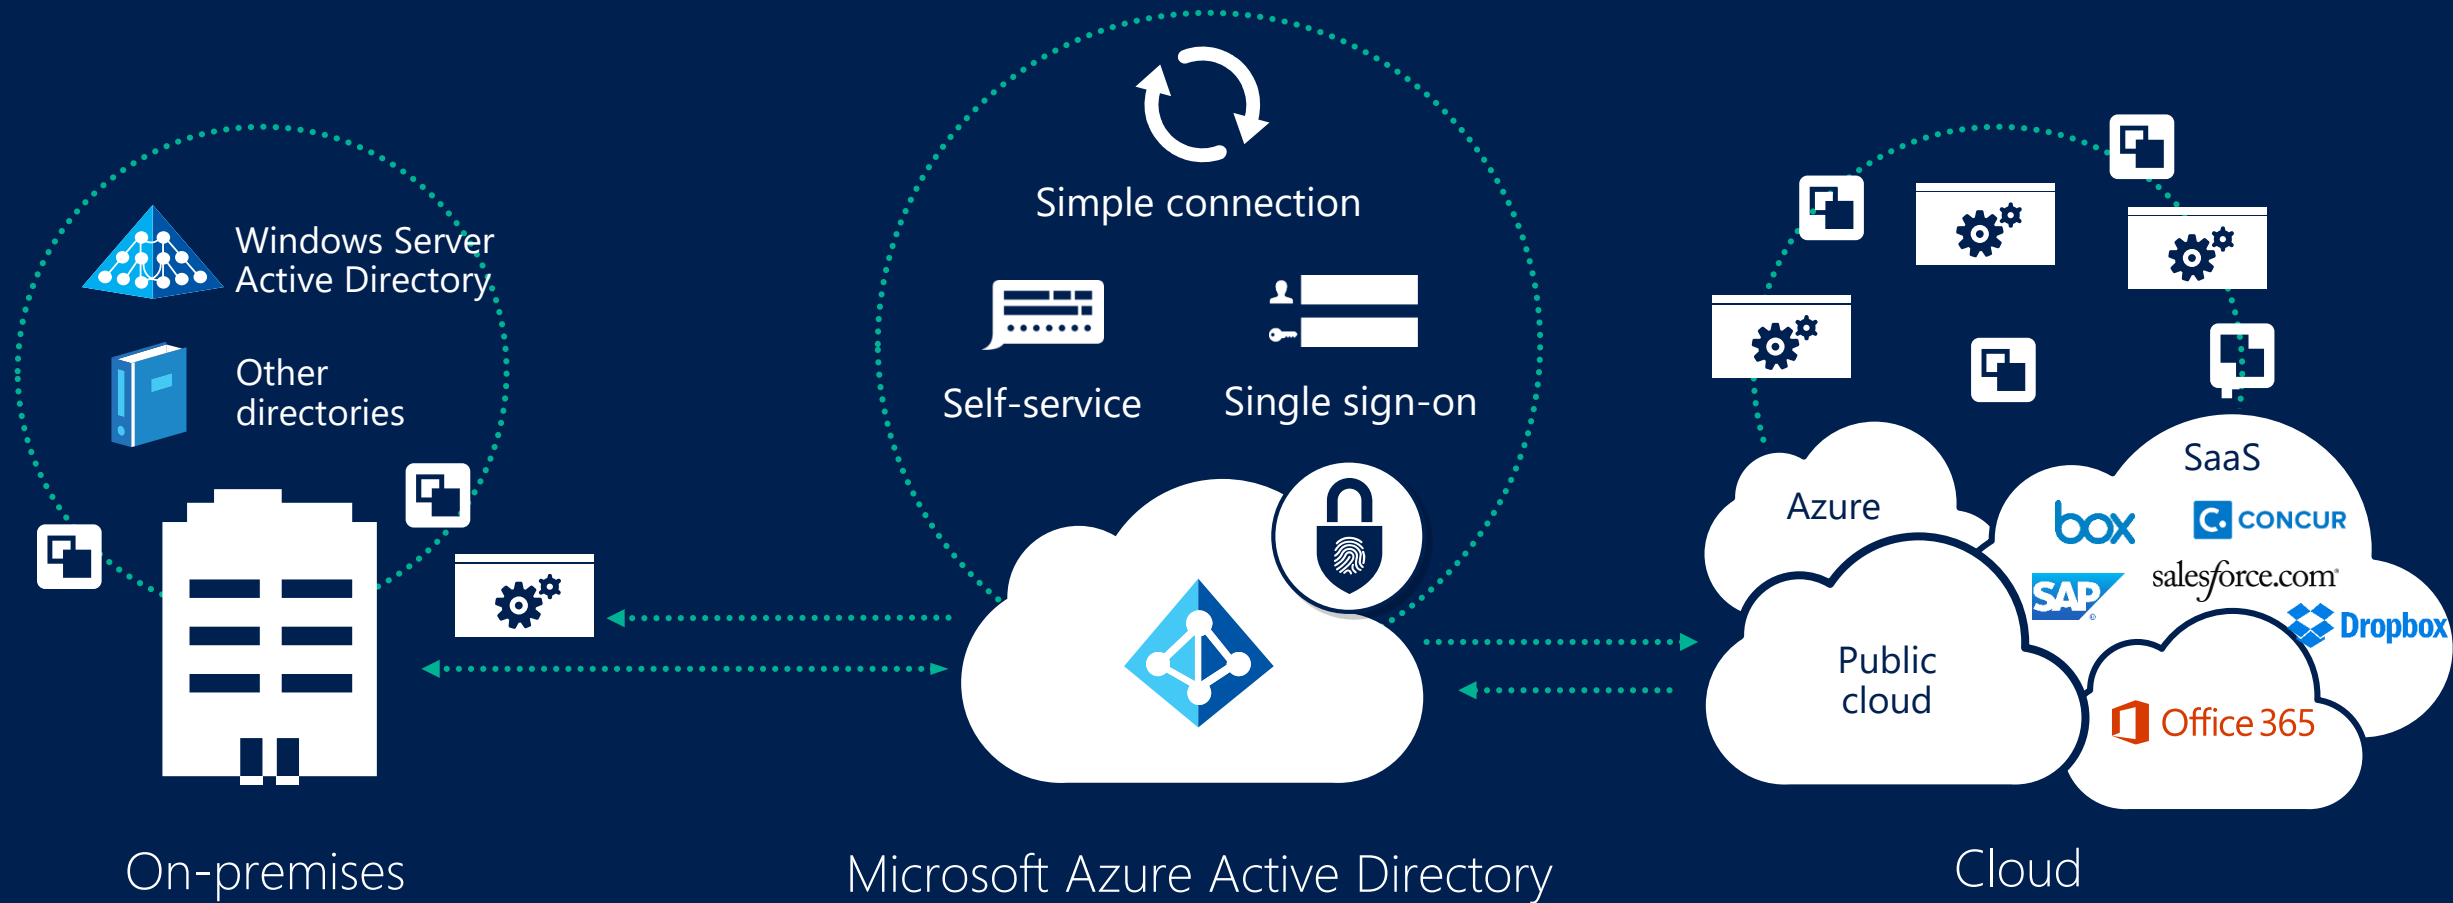 Windows Server
Active Directory
Other
directories
On-premises
Simple connection
Self-service
Single sign-on
Microsoft Azure Active Directory
SaaS
Azure
box
C. CONCUR
SAP
®
salesforce.com®
Dropbox
Public
cloud
Office 365
Cloud